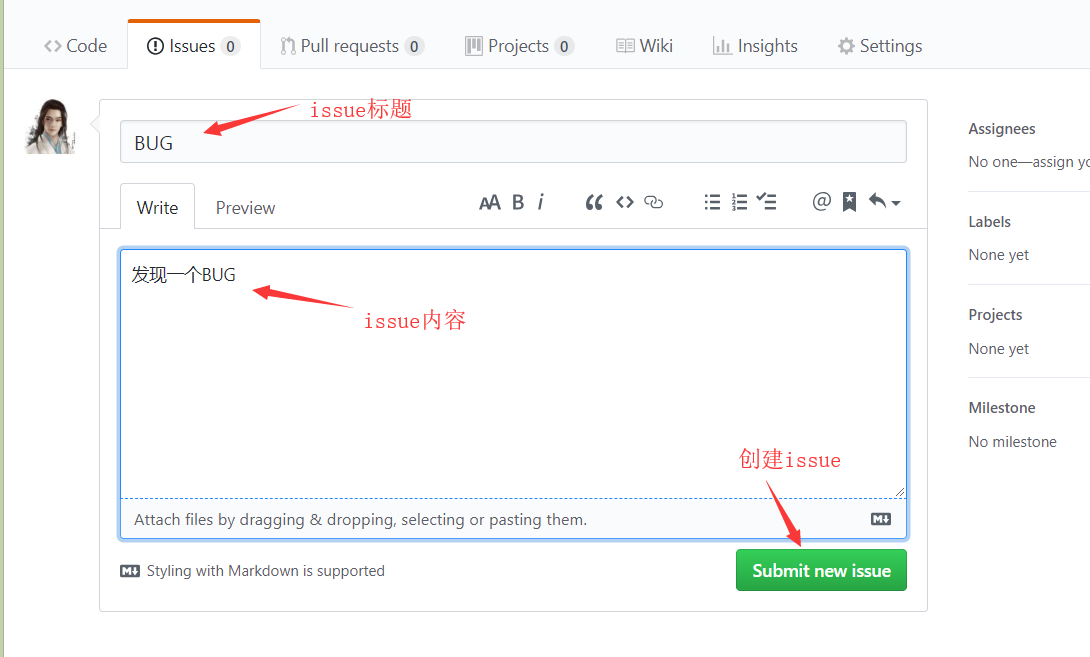 Code Issues 0 Pull requests 0 Projects 0 Wiki Insights Settings
issue标题
BUG
Write Preview
AA B i @
发现一个BUG
issue内容
创建issue
Attach files by dragging & dropping, selecting or pasting them.
Styling with Markdown is supported
Submit new issue
Assignees
No one—assign yo
Labels
None yet
Projects
None yet
Milestone
No milestone